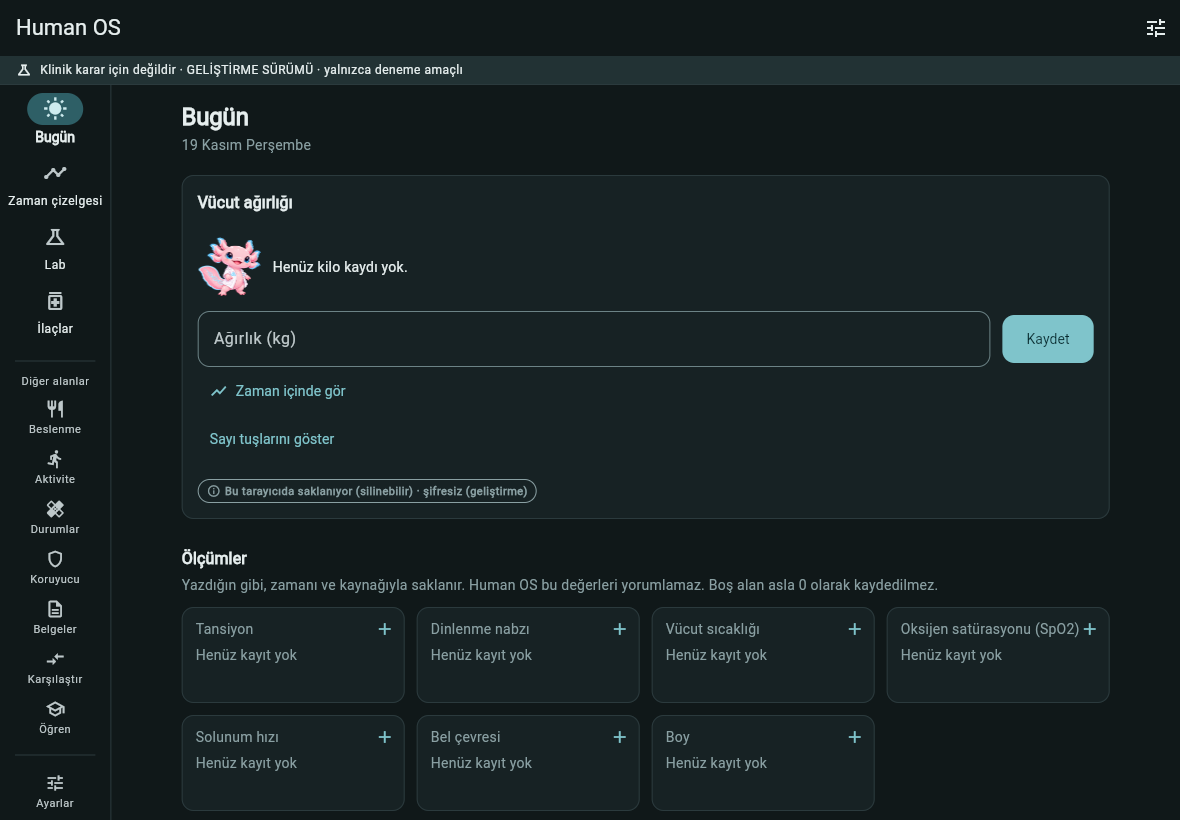 Human OS
Klinik karar için değildir · GELİŞTİRME SÜRÜMÜ · yalnızca deneme amaçlı
Bugün
Zaman çizelgesi
Lab
İlaçlar
Diğer alanlar
Beslenme
Aktivite
Durumlar
Koruyucu
Belgeler
Karşılaştır
Öğren
Ayarlar
Bugün
19 Kasım Perşembe
Vücut ağırlığı
Henüz kilo kaydı yok.
Ağırlık (kg)
Kaydet
Zaman içinde gör
Sayı tuşlarını göster
Bu tarayıcıda saklanıyor (silinebilir) · şifresiz (geliştirme)
Ölçümler
Yazdığın gibi, zamanı ve kaynağıyla saklanır. Human OS bu değerleri yorumlamaz. Boş alan asla 0 olarak kaydedilmez.
Tansiyon
Henüz kayıt yok
Dinlenme nabzı
Henüz kayıt yok
Vücut sıcaklığı
Henüz kayıt yok
Oksijen satürasyonu (SpO2)
Henüz kayıt yok
Solunum hızı
Henüz kayıt yok
Bel çevresi
Henüz kayıt yok
Boy
Henüz kayıt yok